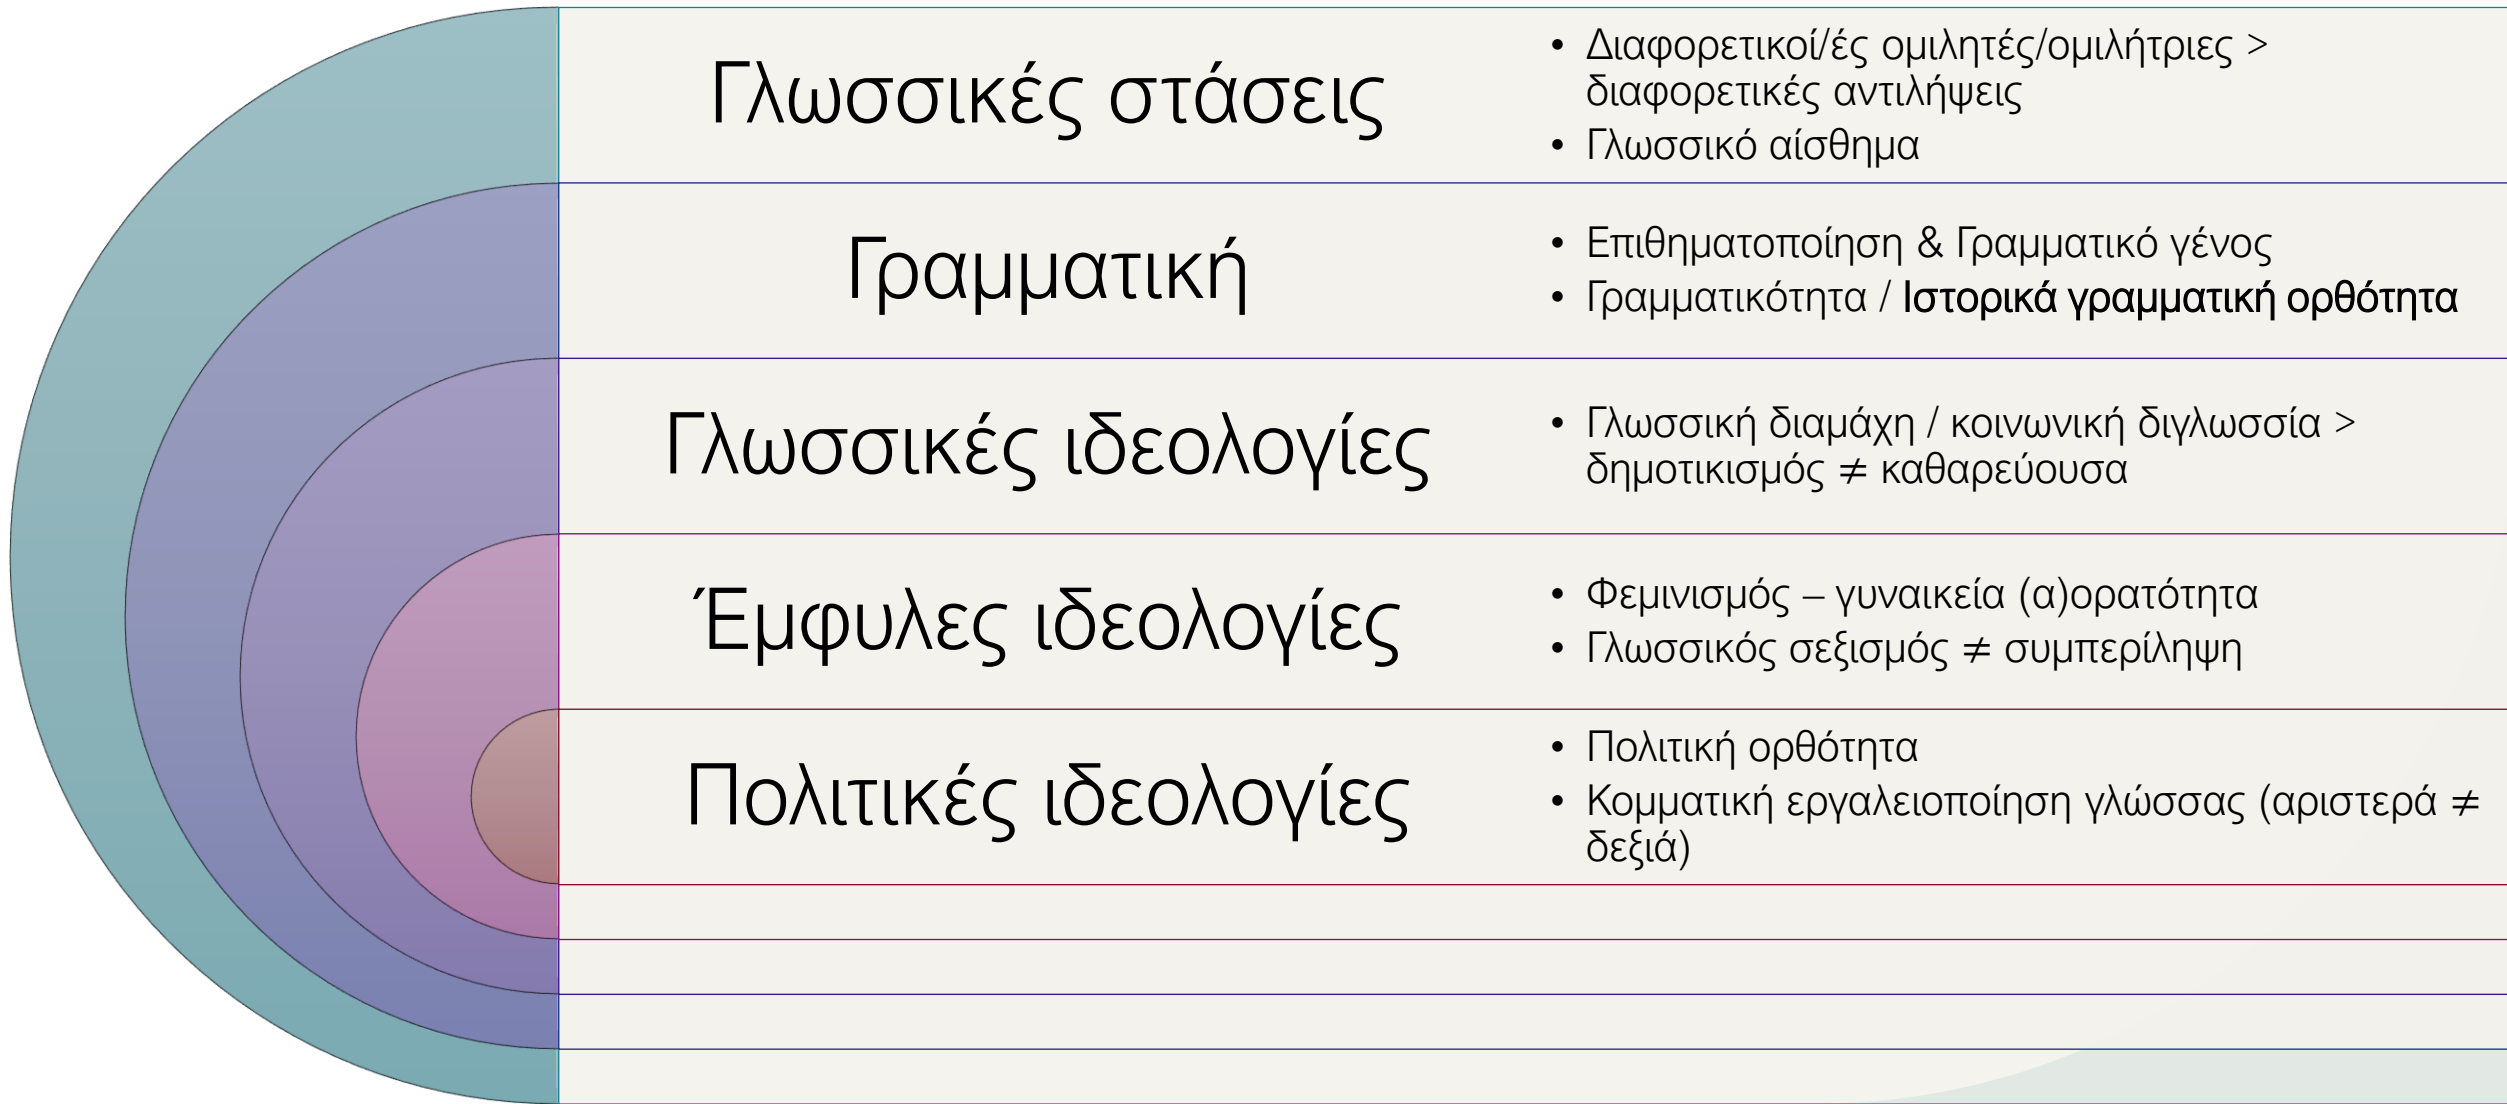 Γλωσσικές στάσεις
• Διαφορετικοί/ές ομιλητές/ομιλήτριες >
διαφορετικές αντιλήψεις
• Γλωσσικό αίσθημα
Γραμματική
• Επιθηματοποίηση & Γραμματικό γένος
• Γραμματικότητα / Ιστορικά γραμματική ορθότητα
Γλωσσικές ιδεολογίες
• Γλωσσική διαμάχη / κοινωνική διγλωσσία >
δημοτικισμός ≠ καθαρεύουσα
Έμφυλες ιδεολογίες
• Φεμινισμός – γυναικεία (α)ορατότητα
• Γλωσσικός σεξισμός ≠ συμπερίληψη
Πολιτικές ιδεολογίες
• Πολιτική ορθότητα
• Κομματική εργαλειοποίηση γλώσσας (αριστερά ≠
δεξιά)